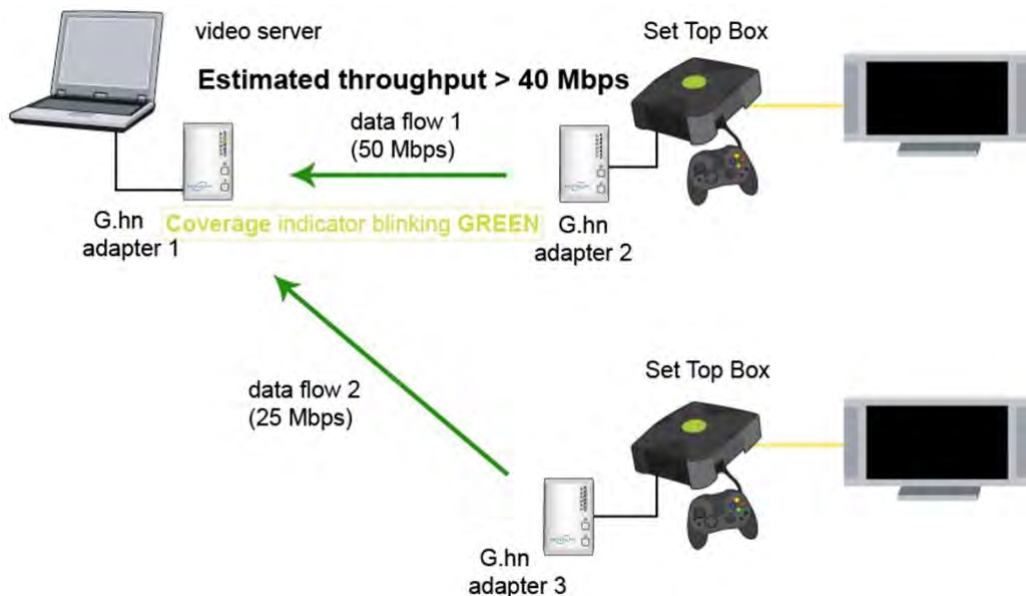 video server
Set Top Box
Estimated throughput > 40 Mbps
data flow 1
(50 Mbps)
G.hn
adapter 1
Coverage indicator blinking GREEN
G.hn
adapter 2
data flow 2
(25 Mbps)
Set Top Box
G.hn
adapter 3